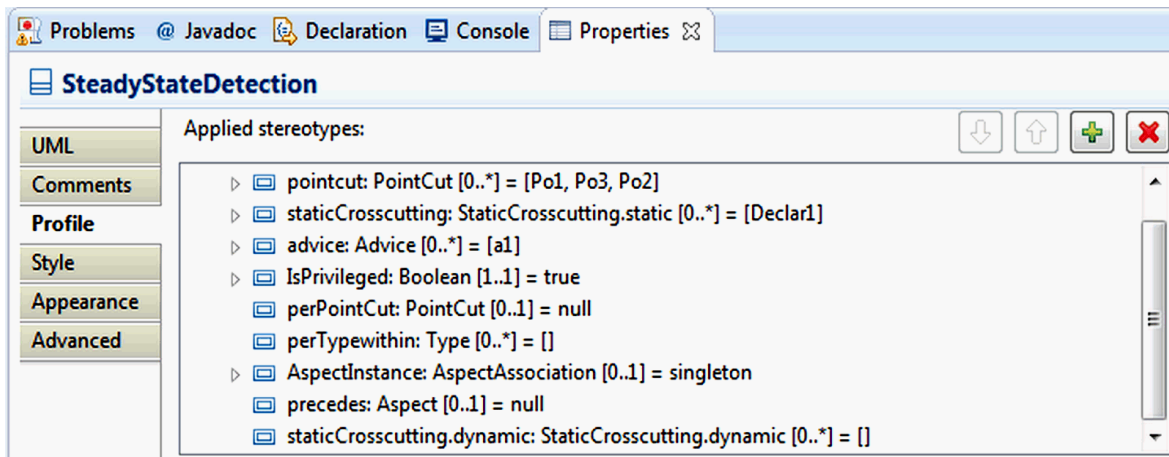 Problems @ Javadoc Declaration Console Properties
SteadyStateDetection
Applied stereotypes:
UML
Comments
Profile
Style
Appearance
Advanced
pointcut: PointCut [0..*] = [Po1, Po3, Po2]
staticCrosscutting: StaticCrosscutting.static [0..*] = [Declar1]
advice: Advice [0..*] = [a1]
IsPrivileged: Boolean [1..1] = true
perPointCut: PointCut [0..1] = null
perTypewithin: Type [0..*] = []
AspectInstance: AspectAssociation [0..1] = singleton
precedes: Aspect [0..1] = null
staticCrosscutting.dynamic: StaticCrosscutting.dynamic [0..*] = []